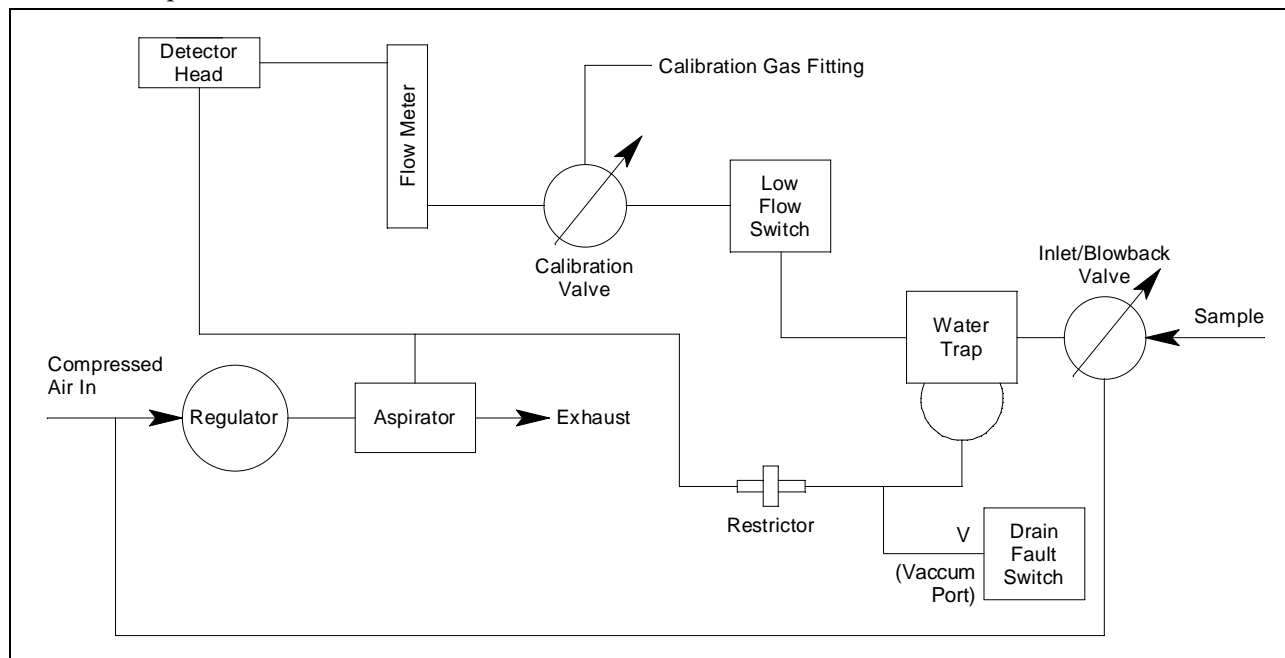 Detector
Head
Flow Meter
Calibration Gas Fitting
Calibration
Valve
Low
Flow
Switch
Inlet/Blowback
Valve
Sample
Water
Trap
Compressed
Air In
Regulator
Aspirator
Exhaust
Restrictor
V
(Vaccum
Port)
Drain
Fault
Switch